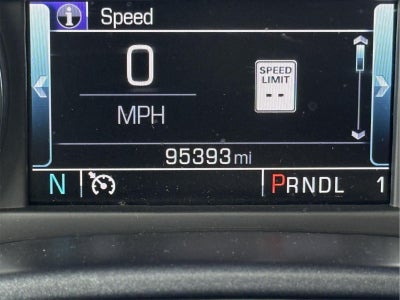 i Speed
0
MPH
SPEED
LIMIT
--
95393 mi
N PRNDL 1